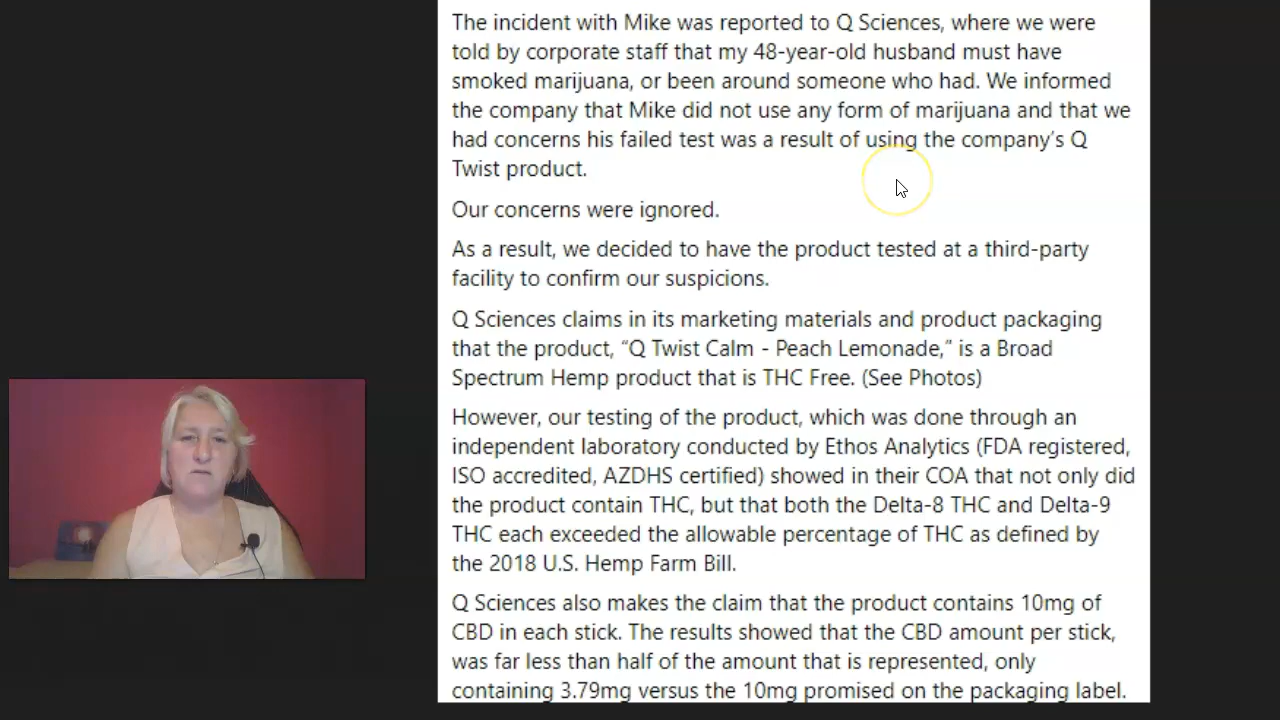 The incident with Mike was reported to Q Sciences, where we were
told by corporate staff that my 48-year-old husband must have
smoked marijuana, or been around someone who had. We informed
the company that Mike did not use any form of marijuana and that we
had concerns his failed test was a result of using the company's Q
Twist product.
Our concerns were ignored.
As a result, we decided to have the product tested at a third-party
facility to confirm our suspicions.
Q Sciences claims in its marketing materials and product packaging
that the product, “Q Twist Calm - Peach Lemonade,” is a Broad
Spectrum Hemp product that is THC Free. (See Photos)
However, our testing of the product, which was done through an
independent laboratory conducted by Ethos Analytics (FDA registered,
ISO accredited, AZDHS certified) showed in their COA that not only did
the product contain THC, but that both the Delta-8 THC and Delta-9
THC each exceeded the allowable percentage of THC as defined by
the 2018 U.S. Hemp Farm Bill.
Q Sciences also makes the claim that the product contains 10mg of
CBD in each stick. The results showed that the CBD amount per stick,
was far less than half of the amount that is represented, only
containing 3.79mg versus the 10mg promised on the packaging label.